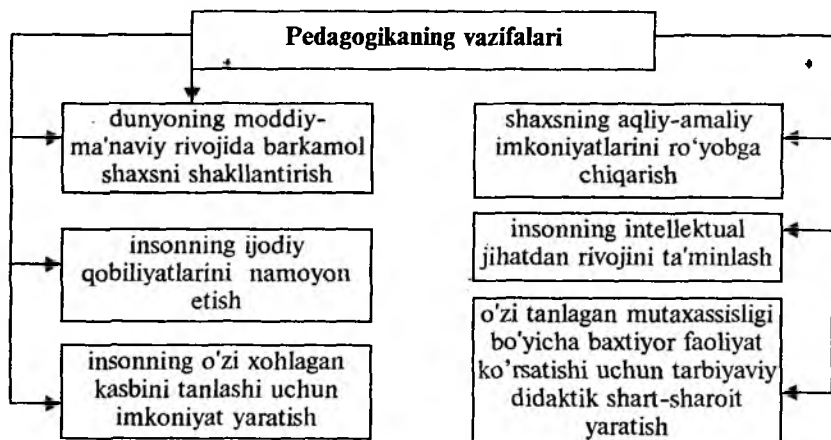 Pedagogikaning vazifalari
dunyoning moddiy-
ma'naviy rivojida barkamol
shaxsni shakllantirish
insonning ijodiy
qobiliyatlarini namoyon
etish
insonning o'zi xohlagan
kasbini tanlashi uchun
imkoniyat yaratish
shaxsning aqliy-amaliy
imkoniyatlarini ro‘yobga
chiqarish
insonning intellektual
jihatdan rivojini ta'minlash
o'zi tanlagan mutaxassisligi
bo'yicha baxtiyor faoliyat
ko’rsatishi uchun tarbiyaviy
didaktik shart-sharoit
yaratish